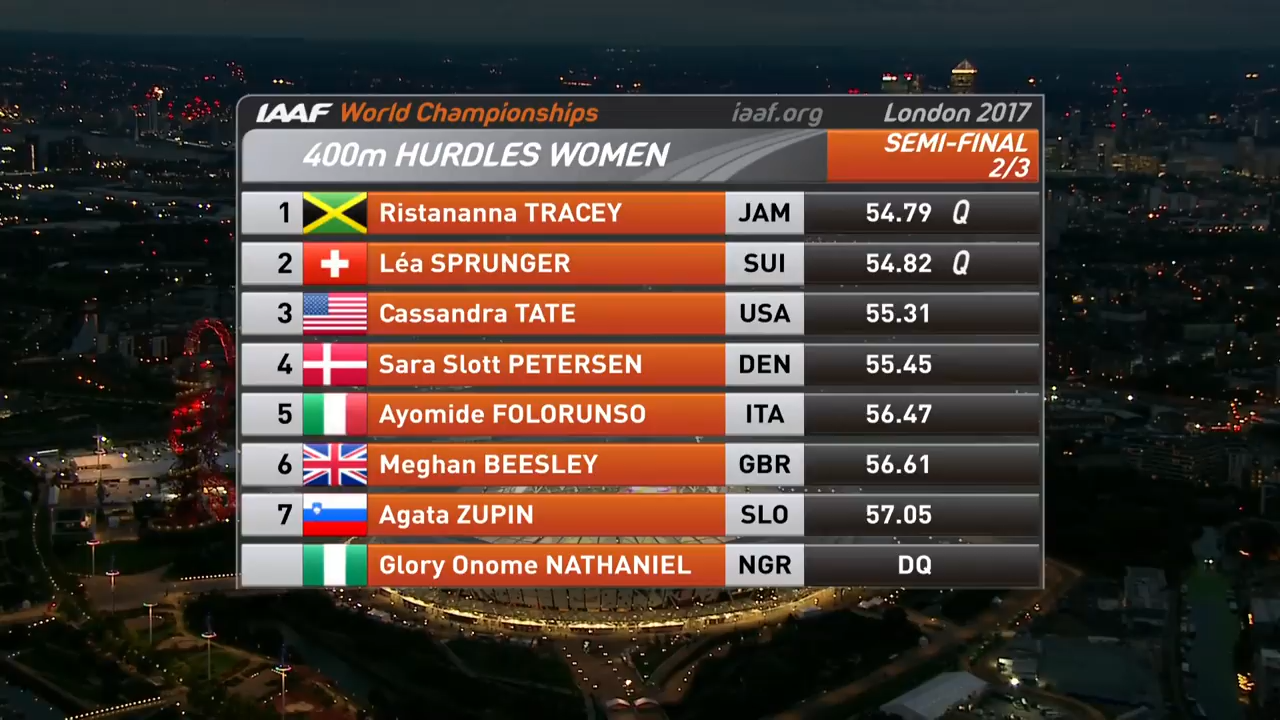 IAAF World Championships iaaf.org London 2017
400m HURDLES WOMEN SEMI-FINAL
2/3
1 Ristananna TRACEY JAM 54.79 Q
2 Léa SPRUNGER SUI 54.82 Q
3 Cassandra TATE USA 55.31
4 Sara Slott PETERSEN DEN 55.45
5 Ayomide FOLORUNSO ITA 56.47
6 Meghan BEESLEY GBR 56.61
7 Agata ZUPIN SLO 57.05
Glory Onome NATHANIEL NGR DQ